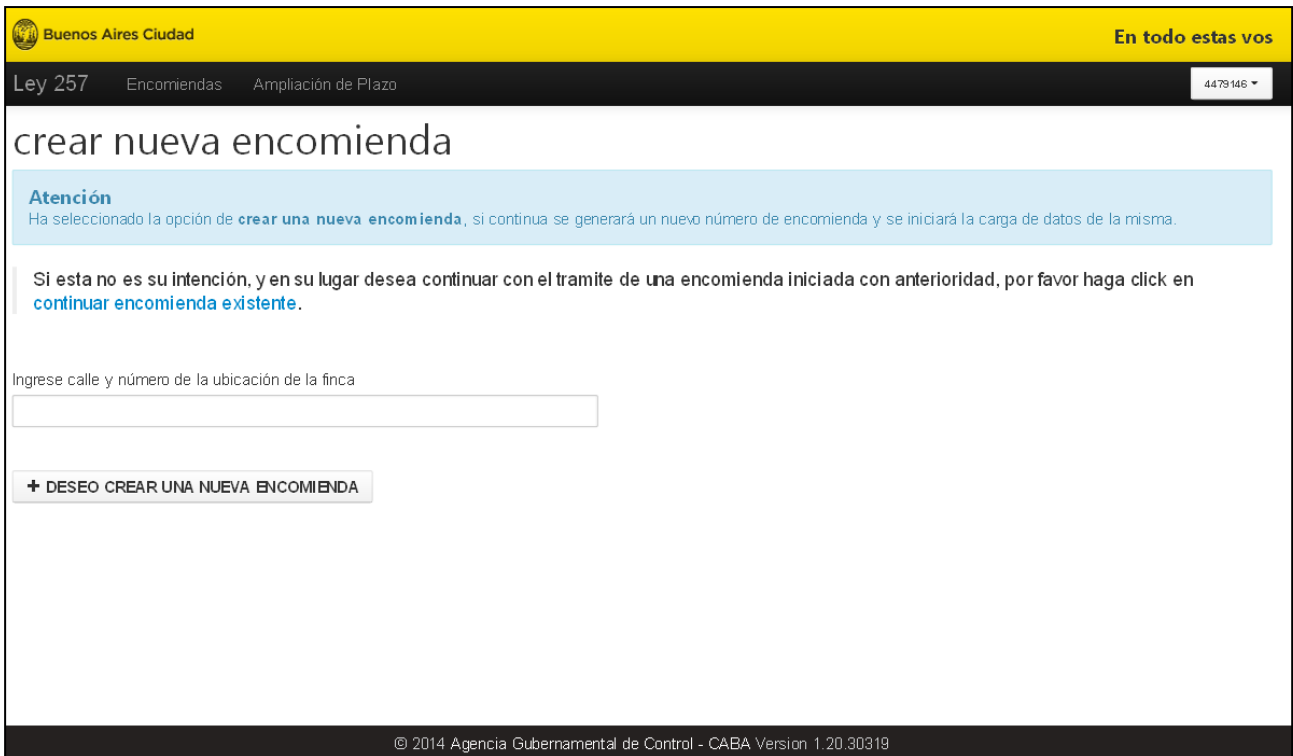 Buenos Aires Ciudad
En todo estas vos
Ley 257 Encomiendas Ampliación de Plazo 4479146
crear nueva encomienda
Atención
Ha seleccionado la opción de crear una nueva encomienda, si continua se generará un nuevo número de encomienda y se iniciará la carga de datos de la misma.
Si esta no es su intención, y en su lugar desea continuar con el tramite de una encomienda iniciada con anterioridad, por favor haga click en
continuar encomienda existente.
Ingrese calle y número de la ubicación de la finca
+ DESEO CREAR UNA NUEVA ENCOMIENDA
© 2014 Agencia Gubernamental de Control - CABA Version 1.20.30319